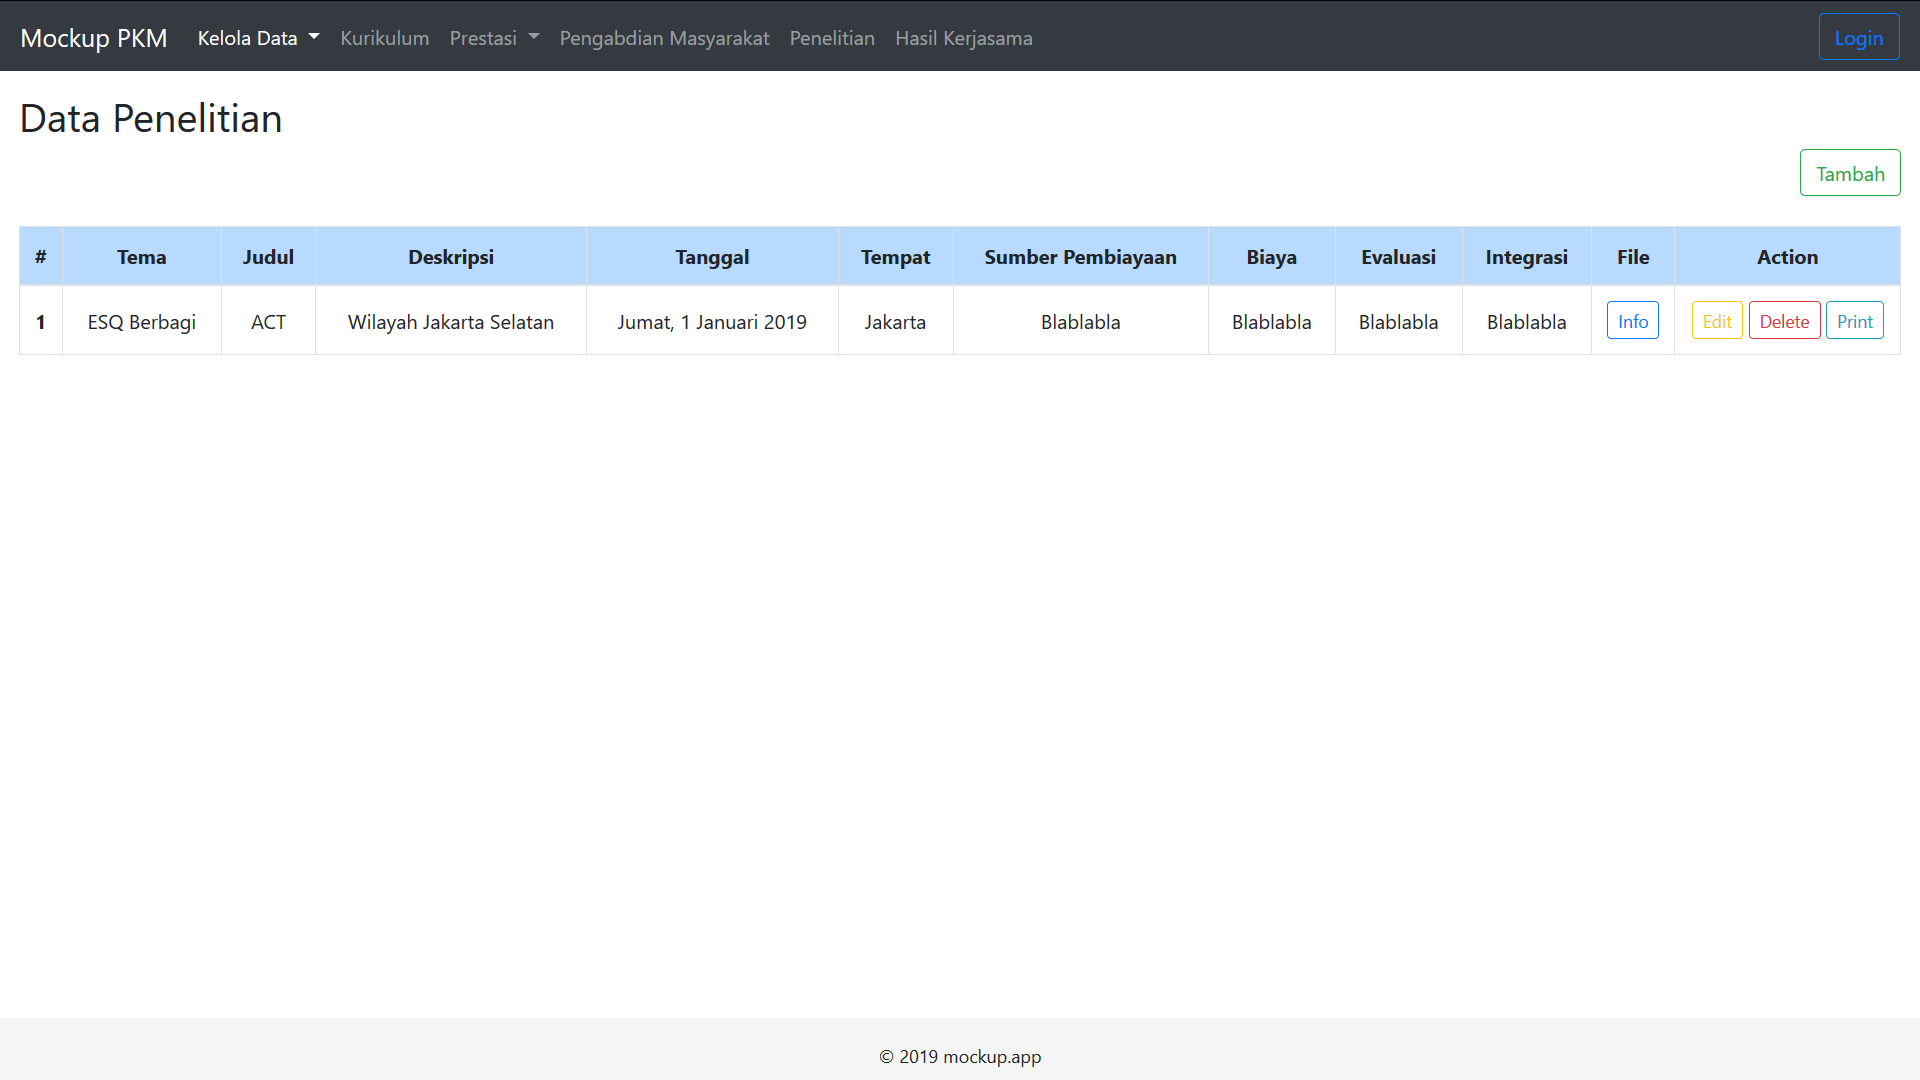 Mockup PKM Kelola Data Kurikulum Prestasi Pengabdian Masyarakat Penelitian Hasil Kerjasama Login
Data Penelitian
Tambah
# Tema Judul Deskripsi Tanggal Tempat Sumber Pembiayaan Biaya Evaluasi Integrasi File Action
1 ESQ Berbagi ACT Wilayah Jakarta Selatan Jumat, 1 Januari 2019 Jakarta Blablabla Blablabla Blablabla Blablabla Info Edit Delete Print
© 2019 mockup.app